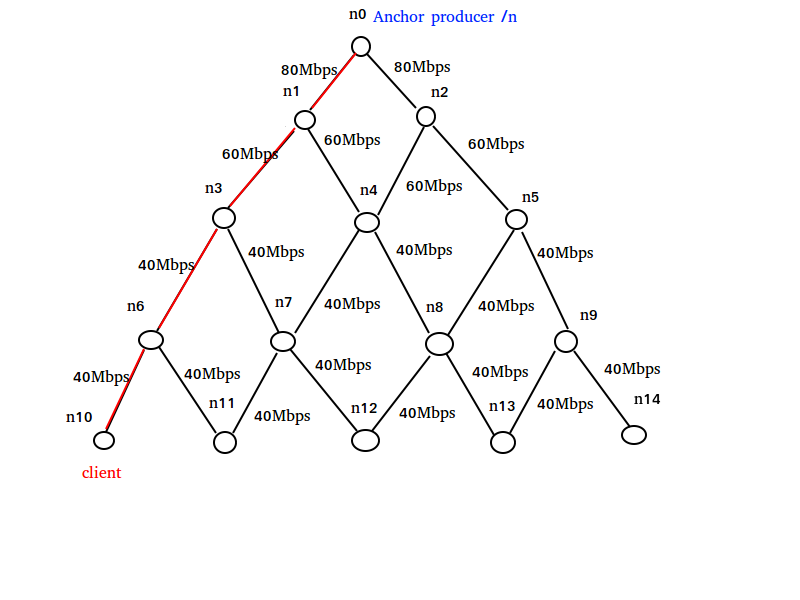 n0 Anchor producer /n
80Mbps 80Mbps
n1 n2
60Mbps 60Mbps 60Mbps
n3 n4 60Mbps n5
40Mbps 40Mbps 40Mbps 40Mbps
n6 n7 40Mbps n8 40Mbps n9
40Mbps 40Mbps 40Mbps 40Mbps 40Mbps
n10 n11 40Mbps n12 40Mbps n13 40Mbps n14
client